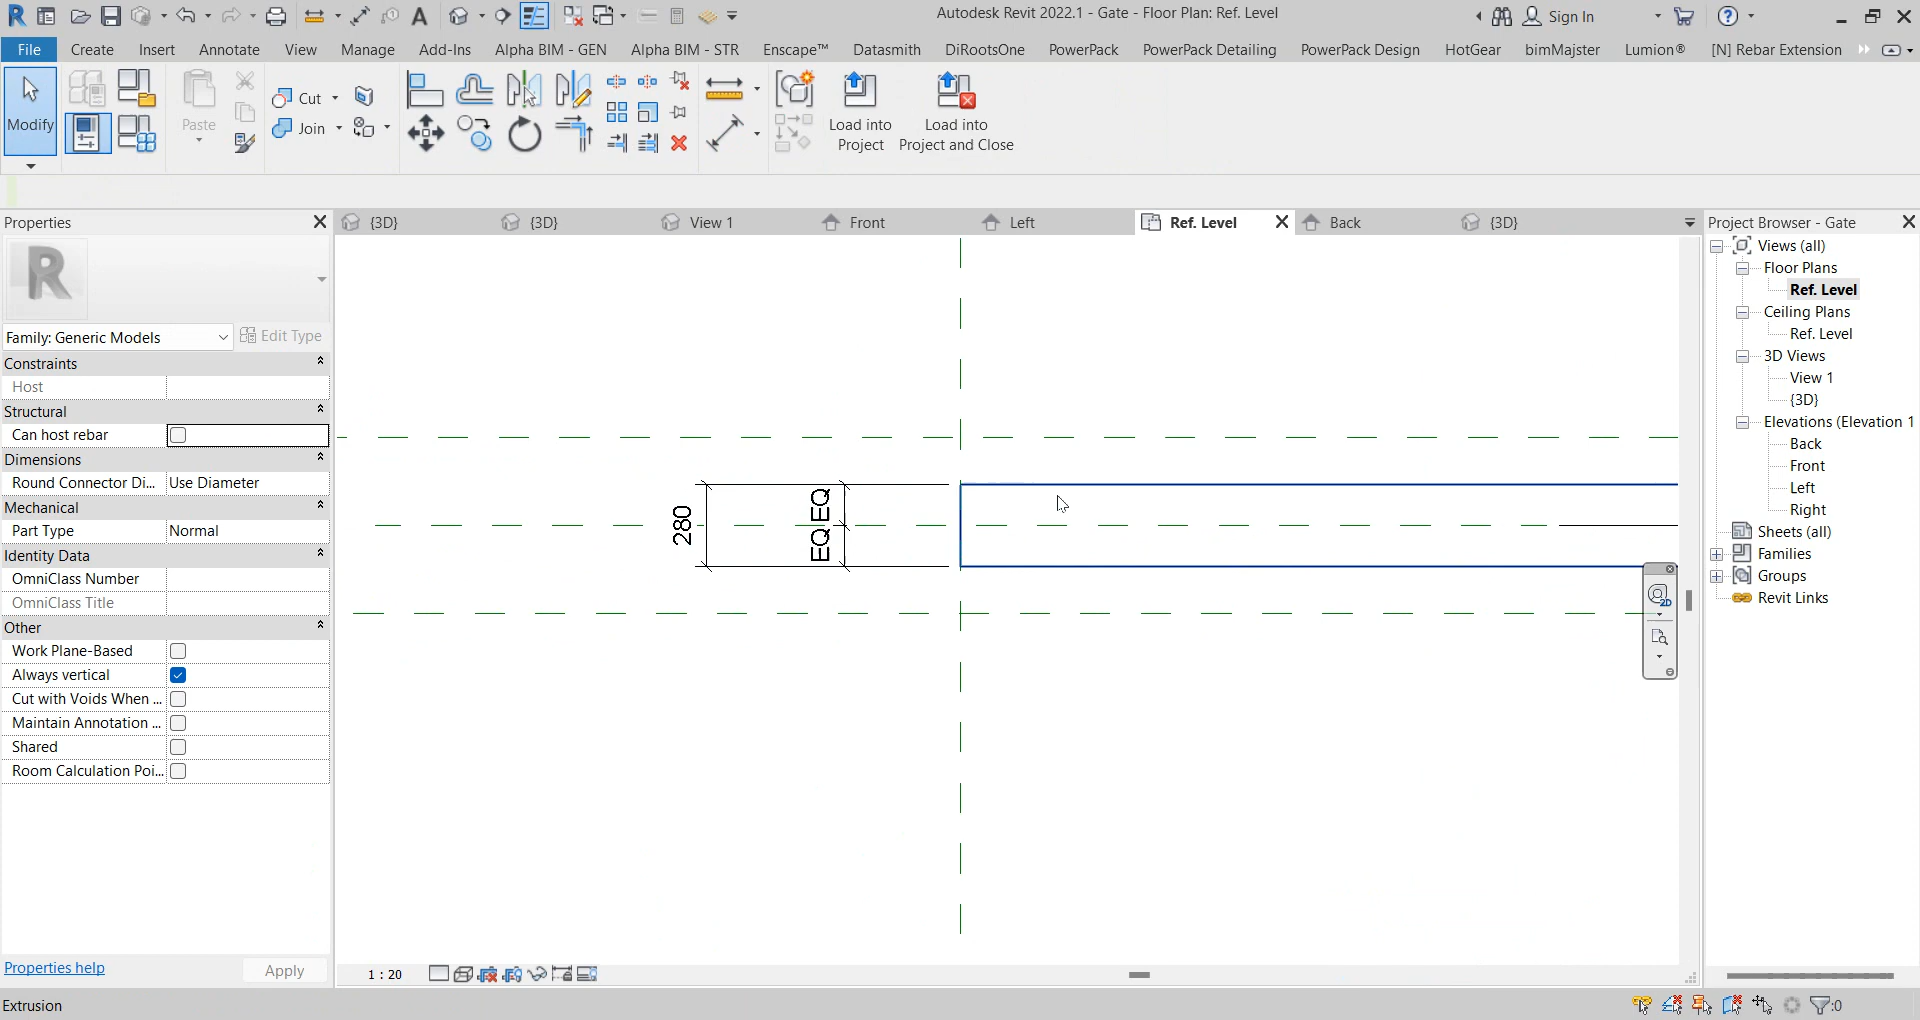 Autodesk Revit 2022.1 - Gate - Floor Plan: Ref. Level
Sign In
File Create Insert Annotate View Manage Add-Ins Alpha BIM - GEN Alpha BIM - STR Enscape™ Datasmith DiRootsOne PowerPack PowerPack Detailing PowerPack Design HotGear bimMajster Lumion® [N] Rebar Extension
Modify
Paste
Cut
Join
Load into
Project
Load into
Project and Close
Properties
{3D} {3D} View 1 Front Left Ref. Level Back {3D}
Project Browser - Gate
Family: Generic Models
Edit Type
Constraints
Host
Structural
Can host rebar
Dimensions
Round Connector Di... Use Diameter
Mechanical
Part Type Normal
Identity Data
OmniClass Number
OmniClass Title
Other
Work Plane-Based
Always vertical
Cut with Voids When ...
Maintain Annotation ...
Shared
Room Calculation Poi...
Properties help
Apply
280
EQ EQ
2D
1 : 20
Views (all)
Floor Plans
Ref. Level
Ceiling Plans
Ref. Level
3D Views
View 1
{3D}
Elevations (Elevation 1
Back
Front
Left
Right
Sheets (all)
Families
Groups
Revit Links
Extrusion
:0